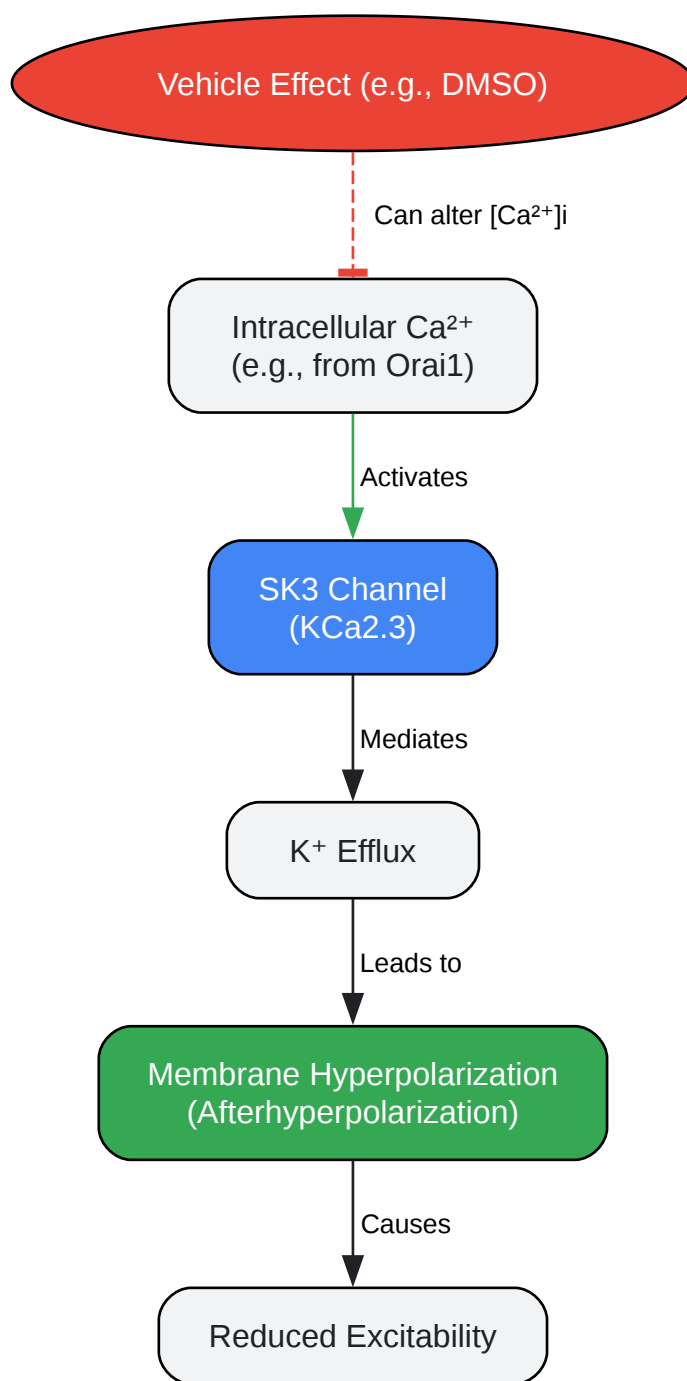 Vehicle Effect (e.g., DMSO)
Can alter [Ca²⁺]i
Intracellular Ca²⁺
(e.g., from Orai1)
Activates
SK3 Channel
(KCa2.3)
Mediates
K⁺ Efflux
Leads to
Membrane Hyperpolarization
(Afterhyperpolarization)
Causes
Reduced Excitability